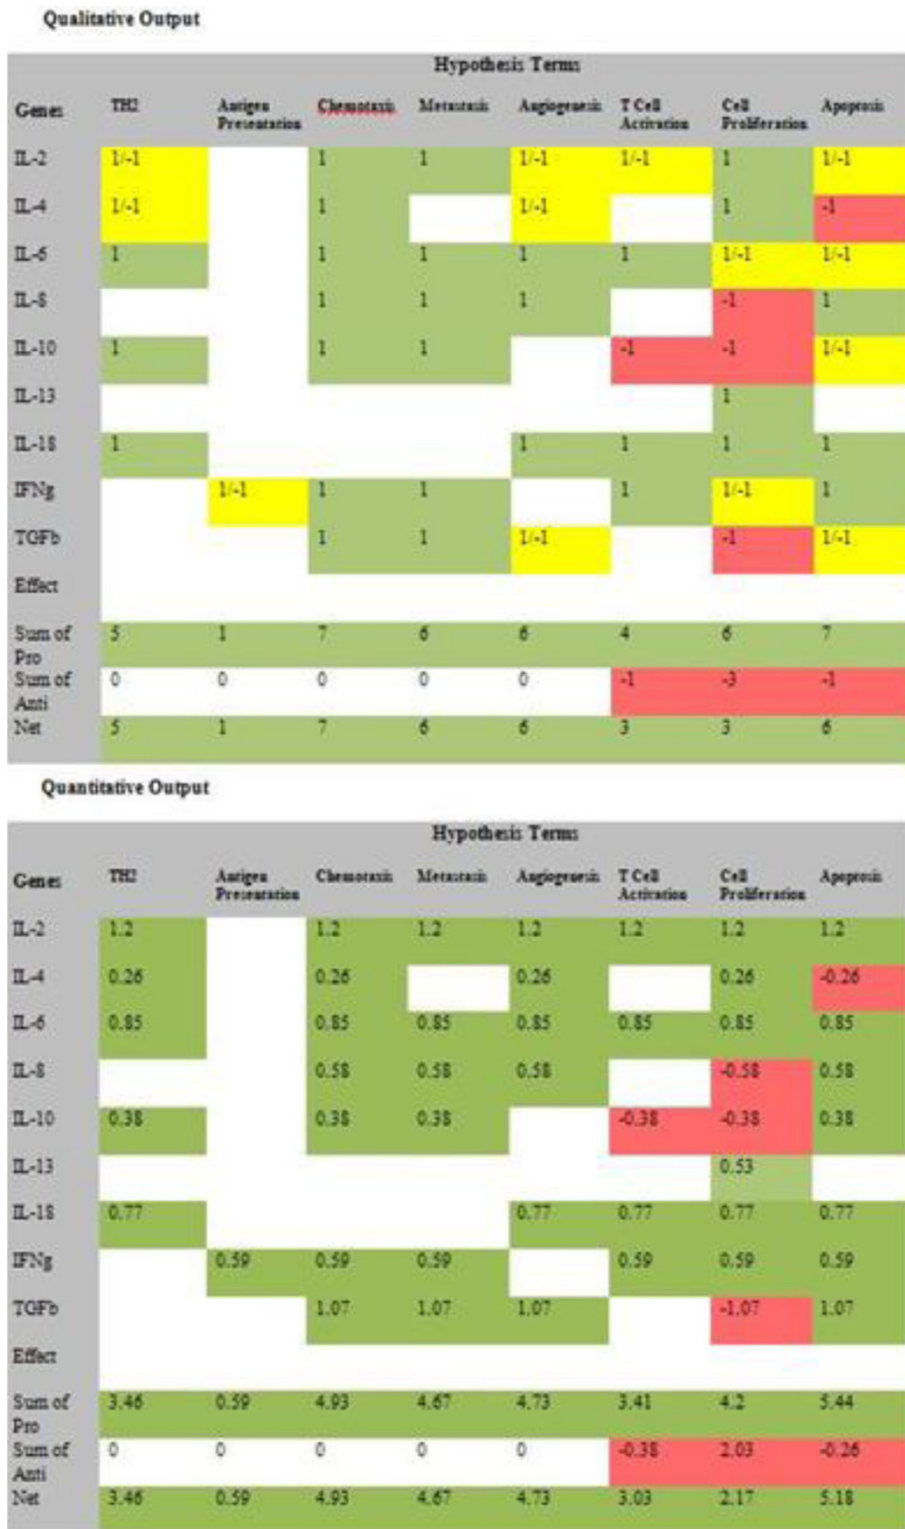 Qualitative Output
Hypothesis Terms
Genes TH2 Antigen Presentation Chemotaxis Metastasis Angiogenesis T Cell Activation Cell Proliferation Apoprosis
IL-2 1/-1 1 1 1/-1 1/-1 1 1/-1
IL-4 1/-1 1 1/-1 1 -1
IL-6 1 1 1 1 1 1/-1 1/-1
IL-8 1 1 1 -1 1
IL-10 1 1 1 -1 -1 1/-1
IL-13 1
IL-18 1 1 1 1 1
IFNg 1/-1 1 1 1 1/-1 1
TGFb 1 1 1/-1 -1 1/-1
Effect
Sum of Pro 5 1 7 6 6 4 6 7
Sum of Anti 0 0 0 0 0 -1 -3 -1
Net 5 1 7 6 6 3 3 6
Quantitative Output
Hypothesis Terms
Genes TH2 Antigen Presentation Chemotaxis Metastasis Angiogenesis T Cell Activation Cell Proliferation Apoprosis
IL-2 1.2 1.2 1.2 1.2 1.2 1.2 1.2
IL-4 0.26 0.26 0.26 0.26 -0.26
IL-6 0.85 0.85 0.85 0.85 0.85 0.85 0.85
IL-8 0.58 0.58 0.58 -0.58 0.58
IL-10 0.38 0.38 0.38 -0.38 -0.38 0.38
IL-13 0.53
IL-18 0.77 0.77 0.77 0.77 0.77
IFNg 0.59 0.59 0.59 0.59 0.59 0.59
TGFb 1.07 1.07 1.07 -1.07 1.07
Effect
Sum of Pro 3.46 0.59 4.93 4.67 4.73 3.41 4.2 5.44
Sum of Anti 0 0 0 0 0 -0.38 2.03 -0.26
Net 3.46 0.59 4.93 4.67 4.73 3.03 2.17 5.18